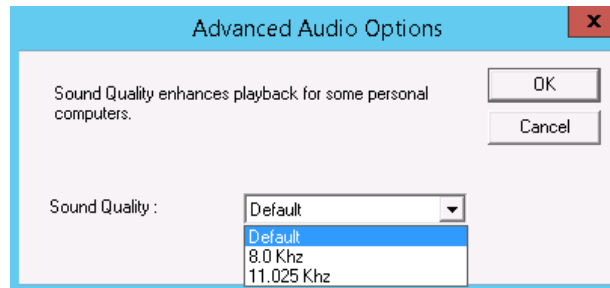 Advanced Audio Options
x
Sound Quality enhances playback for some personal
computers.
OK
Cancel
Sound Quality :
Default
Default
8.0 Khz
11.025 Khz